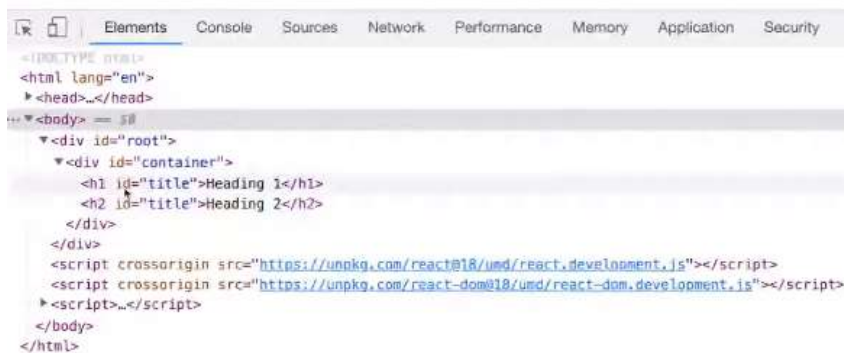 Elements Console Sources Network Performance Memory Application Security
<!DOCTYPE html>
<html lang="en">
<head>…</head>
<body> == $0
<div id="root">
<div id="container">
<h1 id="title">Heading 1</h1>
<h2 id="title">Heading 2</h2>
</div>
</div>
<script crossorigin src="https://unpkg.com/react@18/umd/react.development.js"></script>
<script crossorigin src="https://unpkg.com/react-dom@18/umd/react-dom.development.js"></script>
<script>…</script>
</body>
</html>